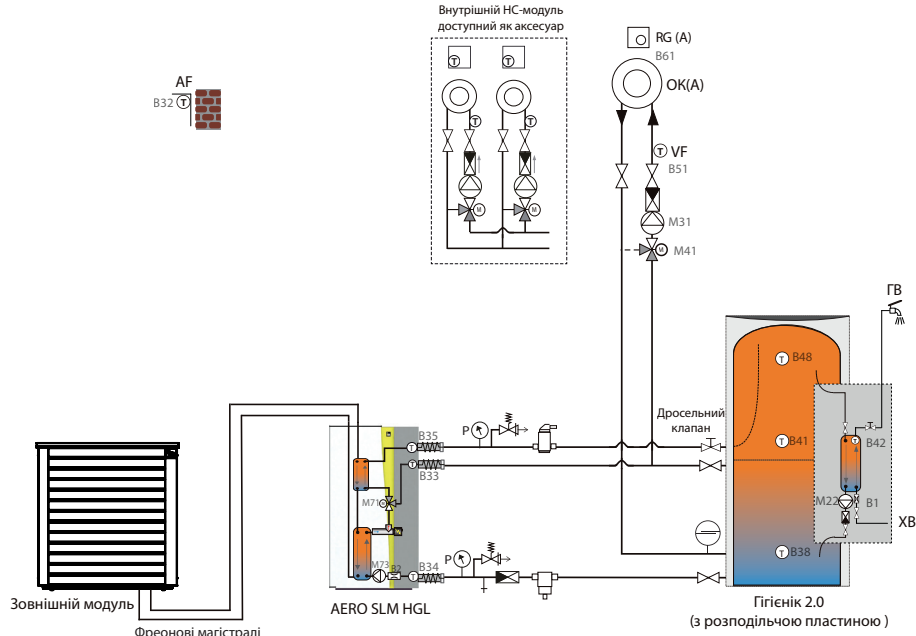 Внутрішній НС-модуль
доступний як аксесуар
T
T
T
T
M
M
RG (A)
B61
OK(A)
AF
B32
T
T
VF
B51
M31
M
M41
ГВ
Дросельний
клапан
T
B48
T
B41
T
B42
M22
B1
ХВ
T
B38
P
B35
T
B33
T
M71
M73
B2
B34
T
P
Зовнішній модуль
Фреонові магістралі
AERO SLM HGL
Гігієнік 2.0
(з розподільчою пластиною )